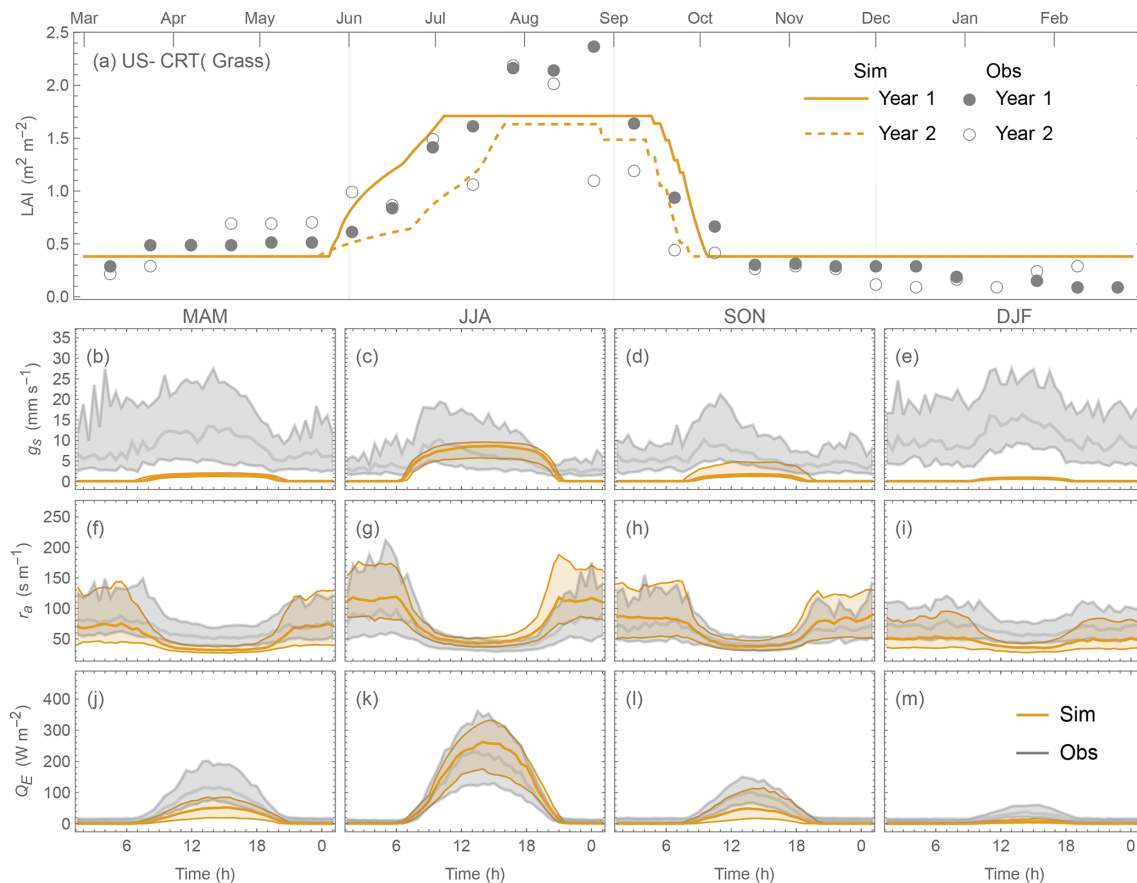 Mar Apr May Jun Jul Aug Sep Oct Nov Dec Jan Feb
(a) US- CRT( Grass)
Sim Obs
Year 1 Year 1
Year 2 Year 2
LAI (m² m⁻²)
2.5
2.0
1.5
1.0
0.5
0.0
MAM JJA SON DJF
(b) (c) (d) (e)
gₛ (mm s⁻¹)
35
30
25
20
15
10
5
0
(f) (g) (h) (i)
rₐ (s m⁻¹)
250
200
150
100
50
(j) (k) (l) (m)
Q_E (W m⁻²)
400
300
200
100
0
Sim
Obs
6 12 18 0 6 12 18 0 6 12 18 0 6 12 18 0
Time (h) Time (h) Time (h) Time (h)